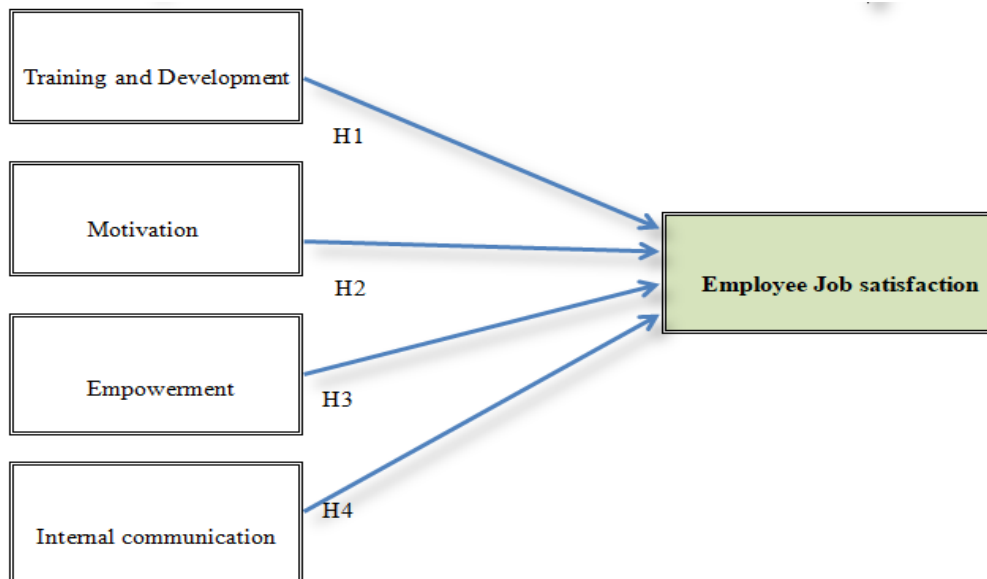 Training and Development
H1
Motivation
H2
Employee Job satisfaction
Empowerment
H3
H4
Internal communication